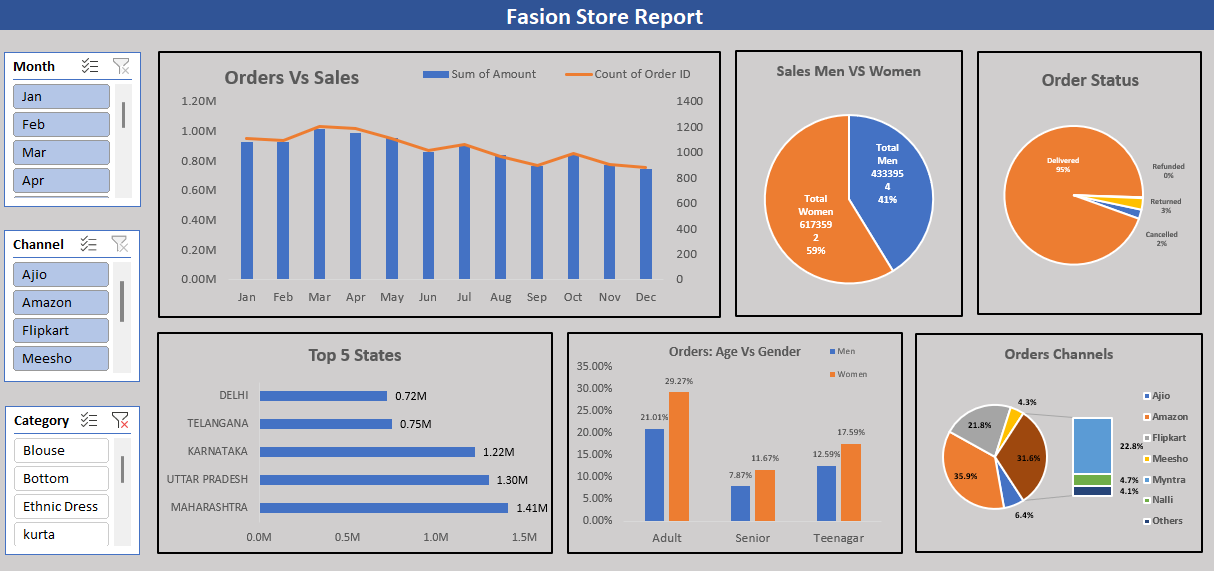 Fasion Store Report
Month
Jan
Feb
Mar
Apr
Channel
Ajio
Amazon
Flipkart
Meesho
Category
Blouse
Bottom
Ethnic Dress
kurta
Orders Vs Sales
Sum of Amount
Count of Order ID
1.20M
1.00M
0.80M
0.60M
0.40M
0.20M
0.00M
1400
1200
1000
800
600
400
200
0
Jan Feb Mar Apr May Jun Jul Aug Sep Oct Nov Dec
Sales Men VS Women
Total
Men
433395
4
41%
Total
Women
617359
2
59%
Order Status
Delivered
95%
Refunded
0%
Returned
3%
Cancelled
2%
Top 5 States
DELHI 0.72M
TELANGANA 0.75M
KARNATAKA 1.22M
UTTAR PRADESH 1.30M
MAHARASHTRA 1.41M
0.0M 0.5M 1.0M 1.5M
Orders: Age Vs Gender
Men
Women
35.00%
30.00%
25.00%
20.00%
15.00%
10.00%
5.00%
0.00%
21.01% 29.27%
7.87% 11.67%
12.59% 17.59%
Adult Senior Teenagar
Orders Channels
4.3%
21.8%
31.6%
35.9%
6.4%
22.8%
4.7%
4.1%
Ajio
Amazon
Flipkart
Meesho
Myntra
Nalli
Others